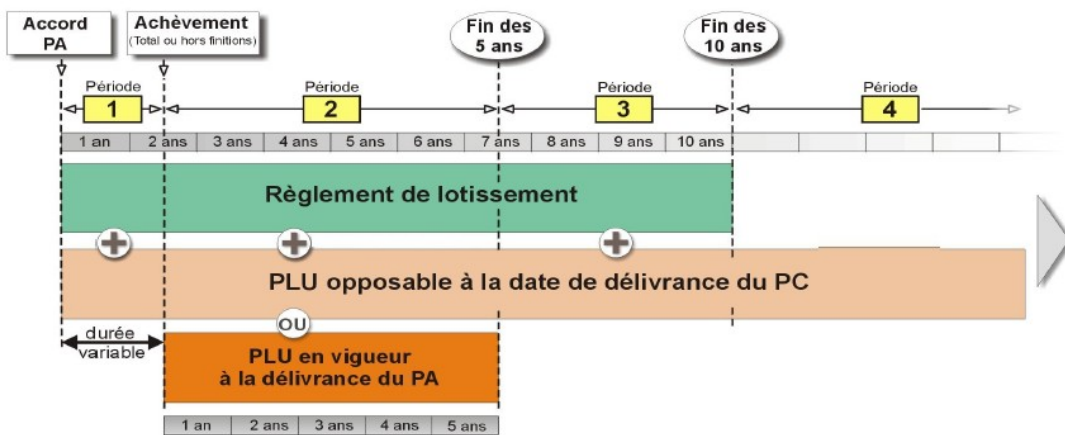 Accord
PA
Achèvement
(Total ou hors finitions)
Fin des
5 ans
Fin des
10 ans
Période
1
Période
2
Période
3
Période
4
1 an
2 ans
3 ans
4 ans
5 ans
6 ans
7 ans
8 ans
9 ans
10 ans
Règlement de lotissement
PLU opposable à la date de délivrance du PC
OU
durée
variable
PLU en vigueur
à la délivrance du PA
1 an
2 ans
3 ans
4 ans
5 ans